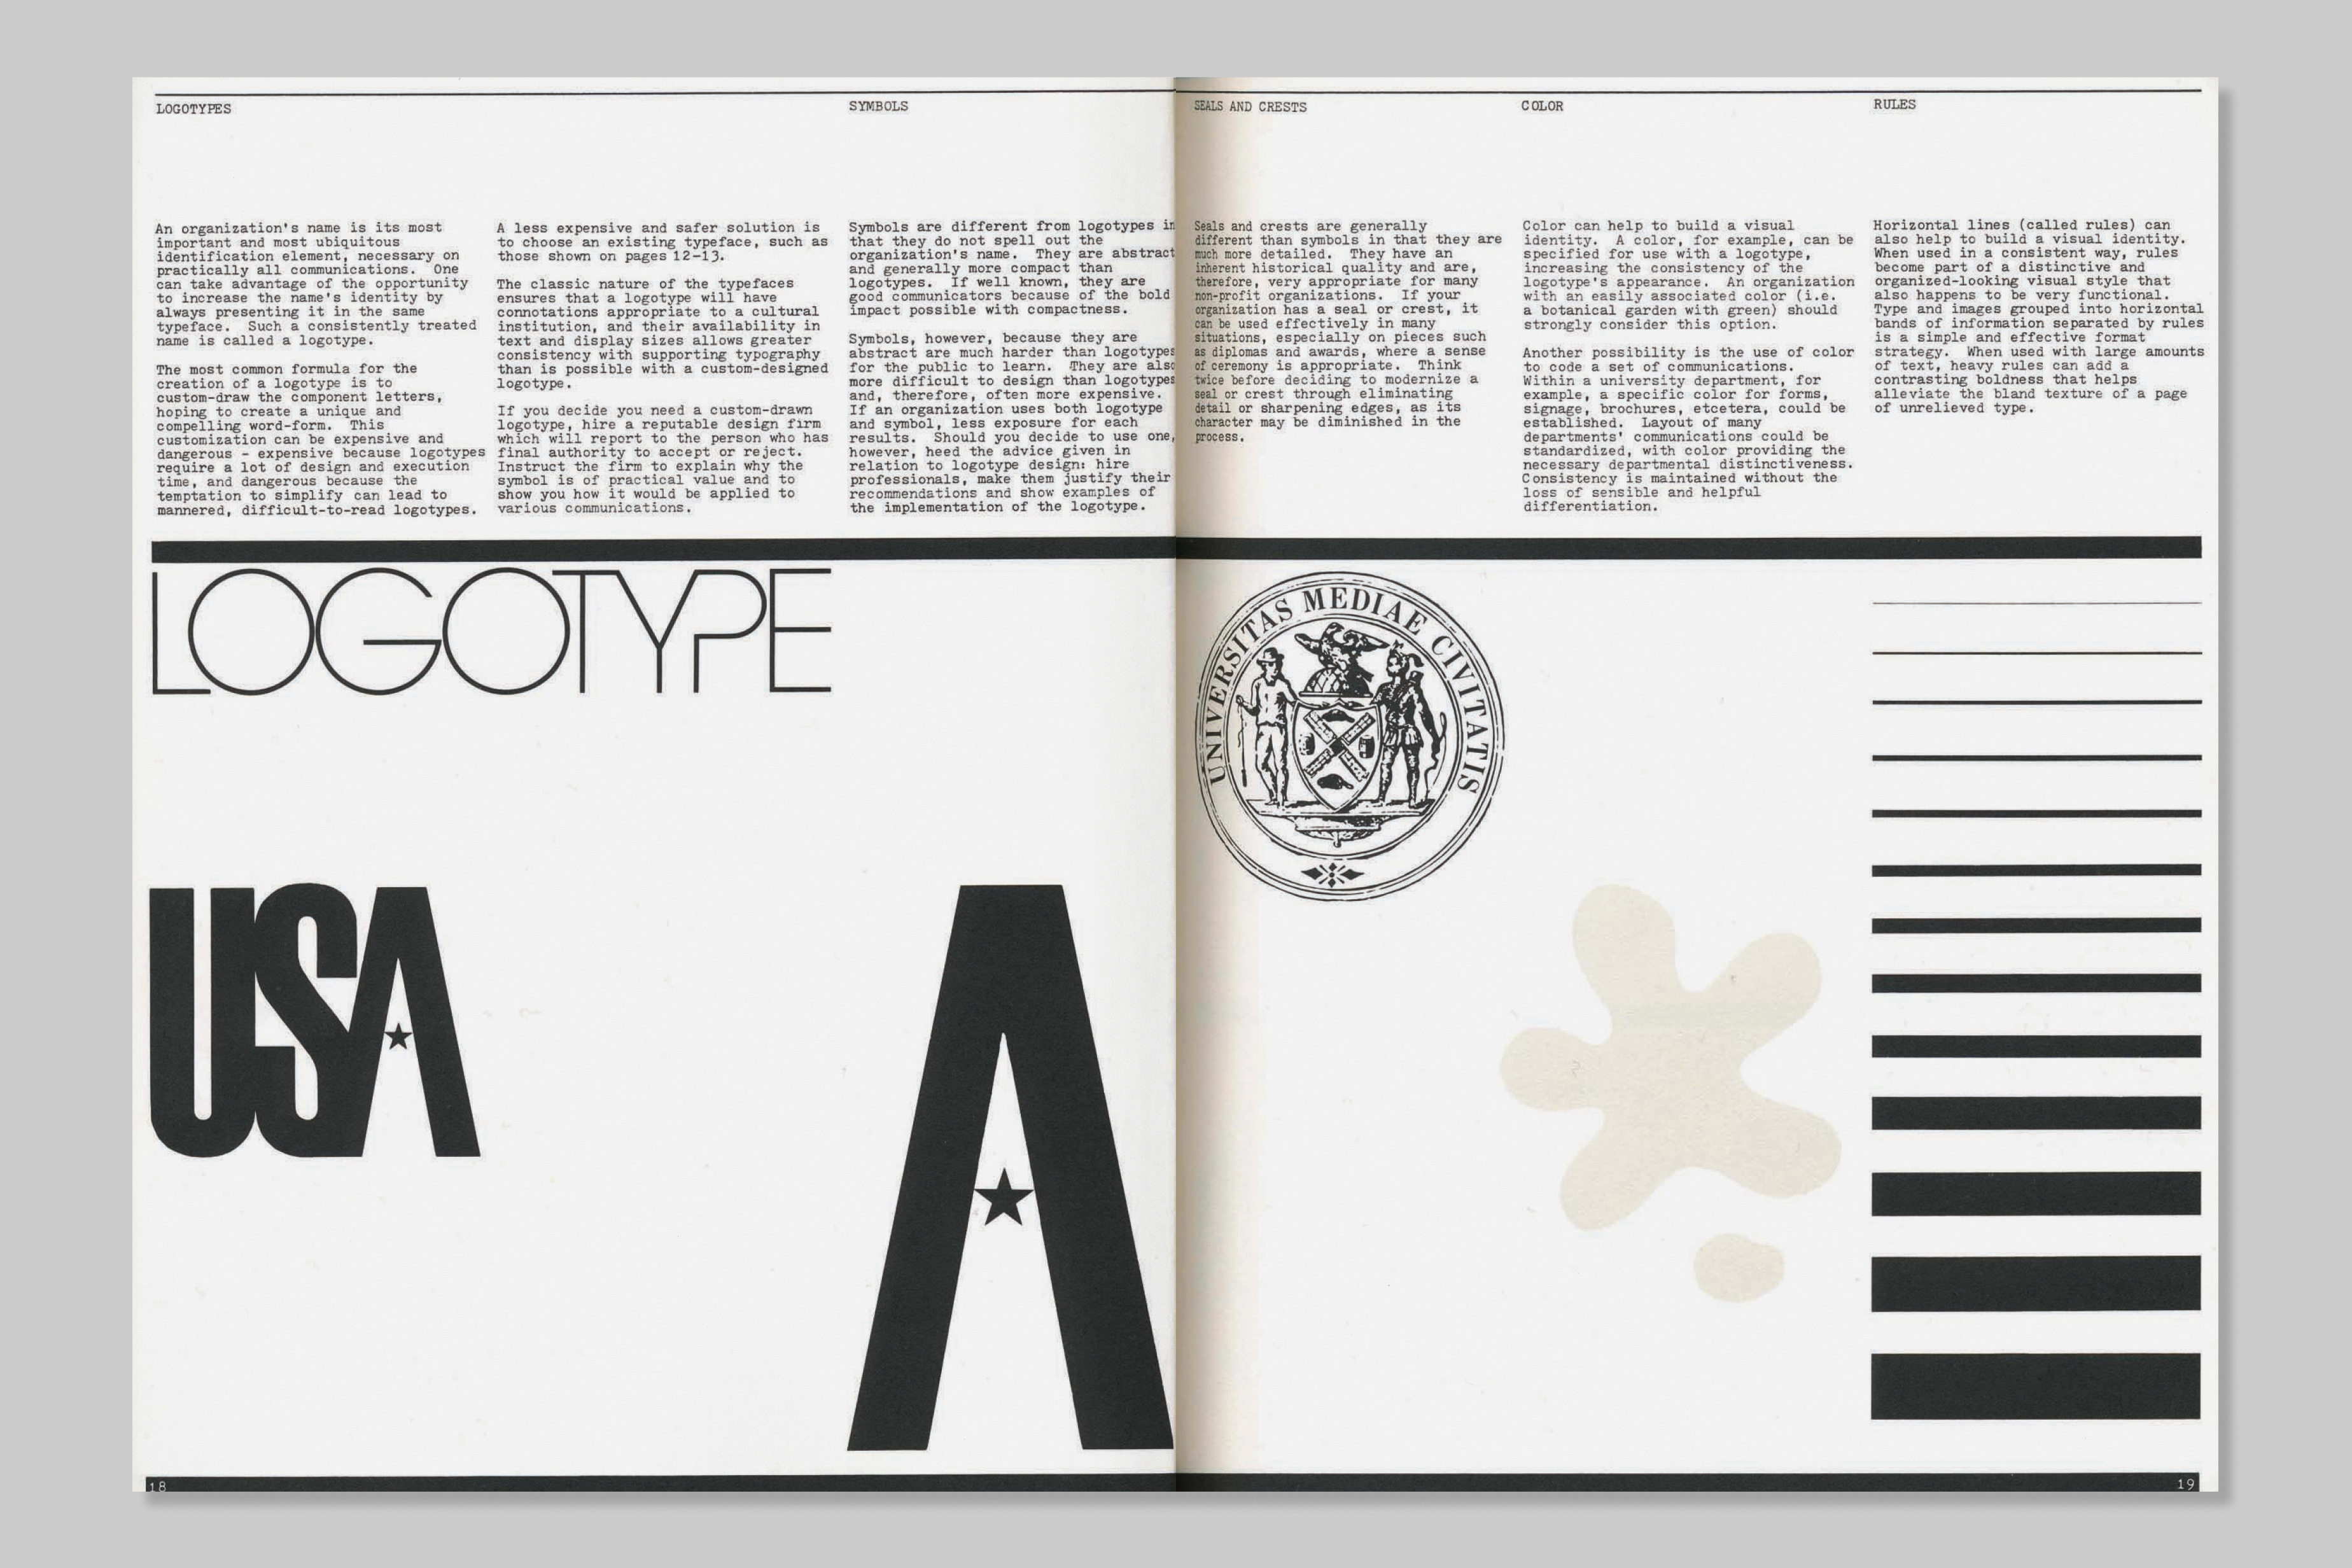 LOGOTYPES
An organization's name is its most
important and most ubiquitous
identification element, necessary on
practically all communications.  One
can take advantage of the opportunity
to increase the name's identity by
always presenting it in the same
typeface.  Such a consistently treated
name is called a logotype.
The most common formula for the
creation of a logotype is to
custom-draw the component letters,
hoping to create a unique and
compelling word-form.  This
customization can be expensive and
dangerous - expensive because logotypes
require a lot of design and execution
time, and dangerous because the
temptation to simplify can lead to
mannered, difficult-to-read logotypes.
A less expensive and safer solution is
to choose an existing typeface, such as
those shown on pages 12-13.
The classic nature of the typefaces
ensures that a logotype will have
connotations appropriate to a cultural
institution, and their availability in
text and display sizes allows greater
consistency with supporting typography
than is possible with a custom-designed
logotype.
If you decide you need a custom-drawn
logotype, hire a reputable design firm
which will report to the person who has
final authority to accept or reject.
Instruct the firm to explain why the
symbol is of practical value and to
show you how it would be applied to
various communications.
SYMBOLS
Symbols are different from logotypes in
that they do not spell out the
organization's name.  They are abstract
and generally more compact than
logotypes.  If well known, they are
good communicators because of the bold
impact possible with compactness.
Symbols, however, because they are
abstract are much harder than logotypes
for the public to learn.  They are also
more difficult to design than logotypes
and, therefore, often more expensive.
If an organization uses both logotype
and symbol, less exposure for each
results.  Should you decide to use one,
however, heed the advice given in
relation to logotype design: hire
professionals, make them justify their
recommendations and show examples of
the implementation of the logotype.
SEALS AND CRESTS
Seals and crests are generally
different than symbols in that they are
much more detailed.  They have an
inherent historical quality and are,
therefore, very appropriate for many
non-profit organizations.  If your
organization has a seal or crest, it
can be used effectively in many
situations, especially on pieces such
as diplomas and awards, where a sense
of ceremony is appropriate.  Think
twice before deciding to modernize a
seal or crest through eliminating
detail or sharpening edges, as its
character may be diminished in the
process.
COLOR
Color can help to build a visual
identity.  A color, for example, can be
specified for use with a logotype,
increasing the consistency of the
logotype's appearance.  An organization
with an easily associated color (i.e.
a botanical garden with green) should
strongly consider this option.
Another possibility is the use of color
to code a set of communications.
Within a university department, for
example, a specific color for forms,
signage, brochures, etcetera, could be
established.  Layout of many
departments' communications could be
standardized, with color providing the
necessary departmental distinctiveness.
Consistency is maintained without the
loss of sensible and helpful
differentiation.
RULES
Horizontal lines (called rules) can
also help to build a visual identity.
When used in a consistent way, rules
become part of a distinctive and
organized-looking visual style that
also happens to be very functional.
Type and images grouped into horizontal
bands of information separated by rules
is a simple and effective format
strategy.  When used with large amounts
of text, heavy rules can add a
contrasting boldness that helps
alleviate the bland texture of a page
of unrelieved type.
LOGOTYPE
USA
A
UNIVERSITAS MEDIAE CIVITATIS
18
19